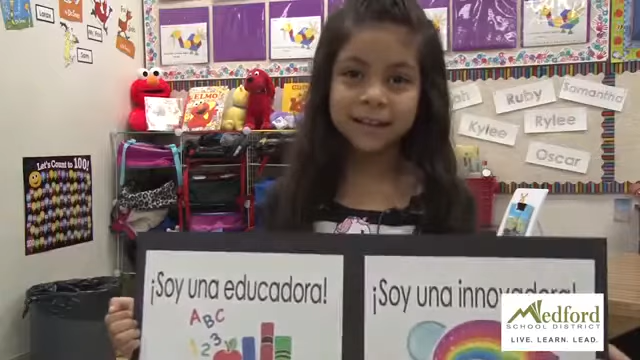 Let's Count to 100!
Samantha
Ruby
Kylee
Rylee
Oscar
ELMO
¡Soy una educadora!
¡Soy una innovadora!
ABC
123
Medford
SCHOOL DISTRICT
LIVE. LEARN. LEAD.